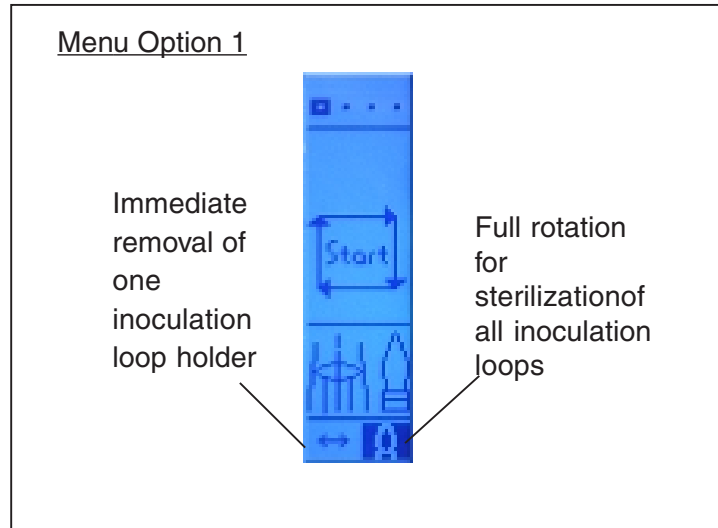 Menu Option 1
Immediate
removal of
one
inoculation
loop holder
Start
Full rotation
for
sterilizationof
all inoculation
loops